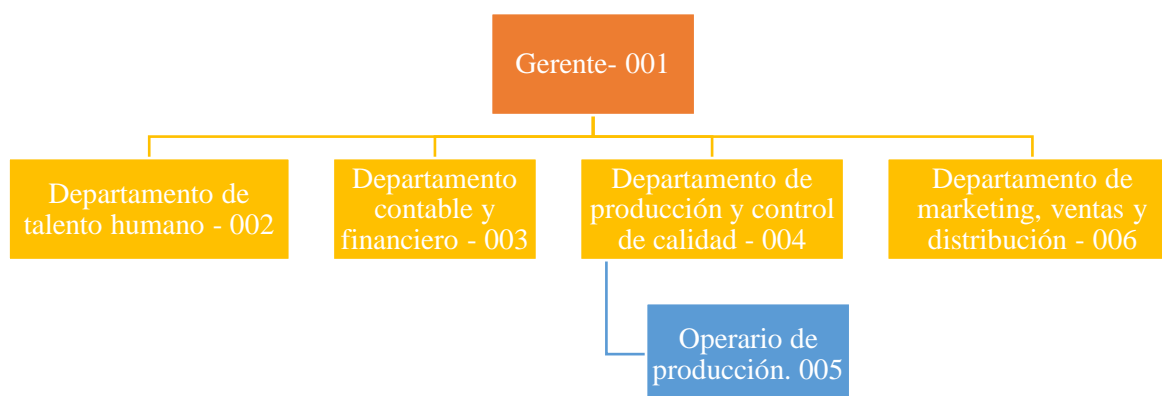 Gerente- 001
Departamento de
talento humano - 002
Departamento
contable y
financiero - 003
Departamento de
producción y control
de calidad - 004
Departamento de
marketing, ventas y
distribución - 006
Operario de
producción. 005